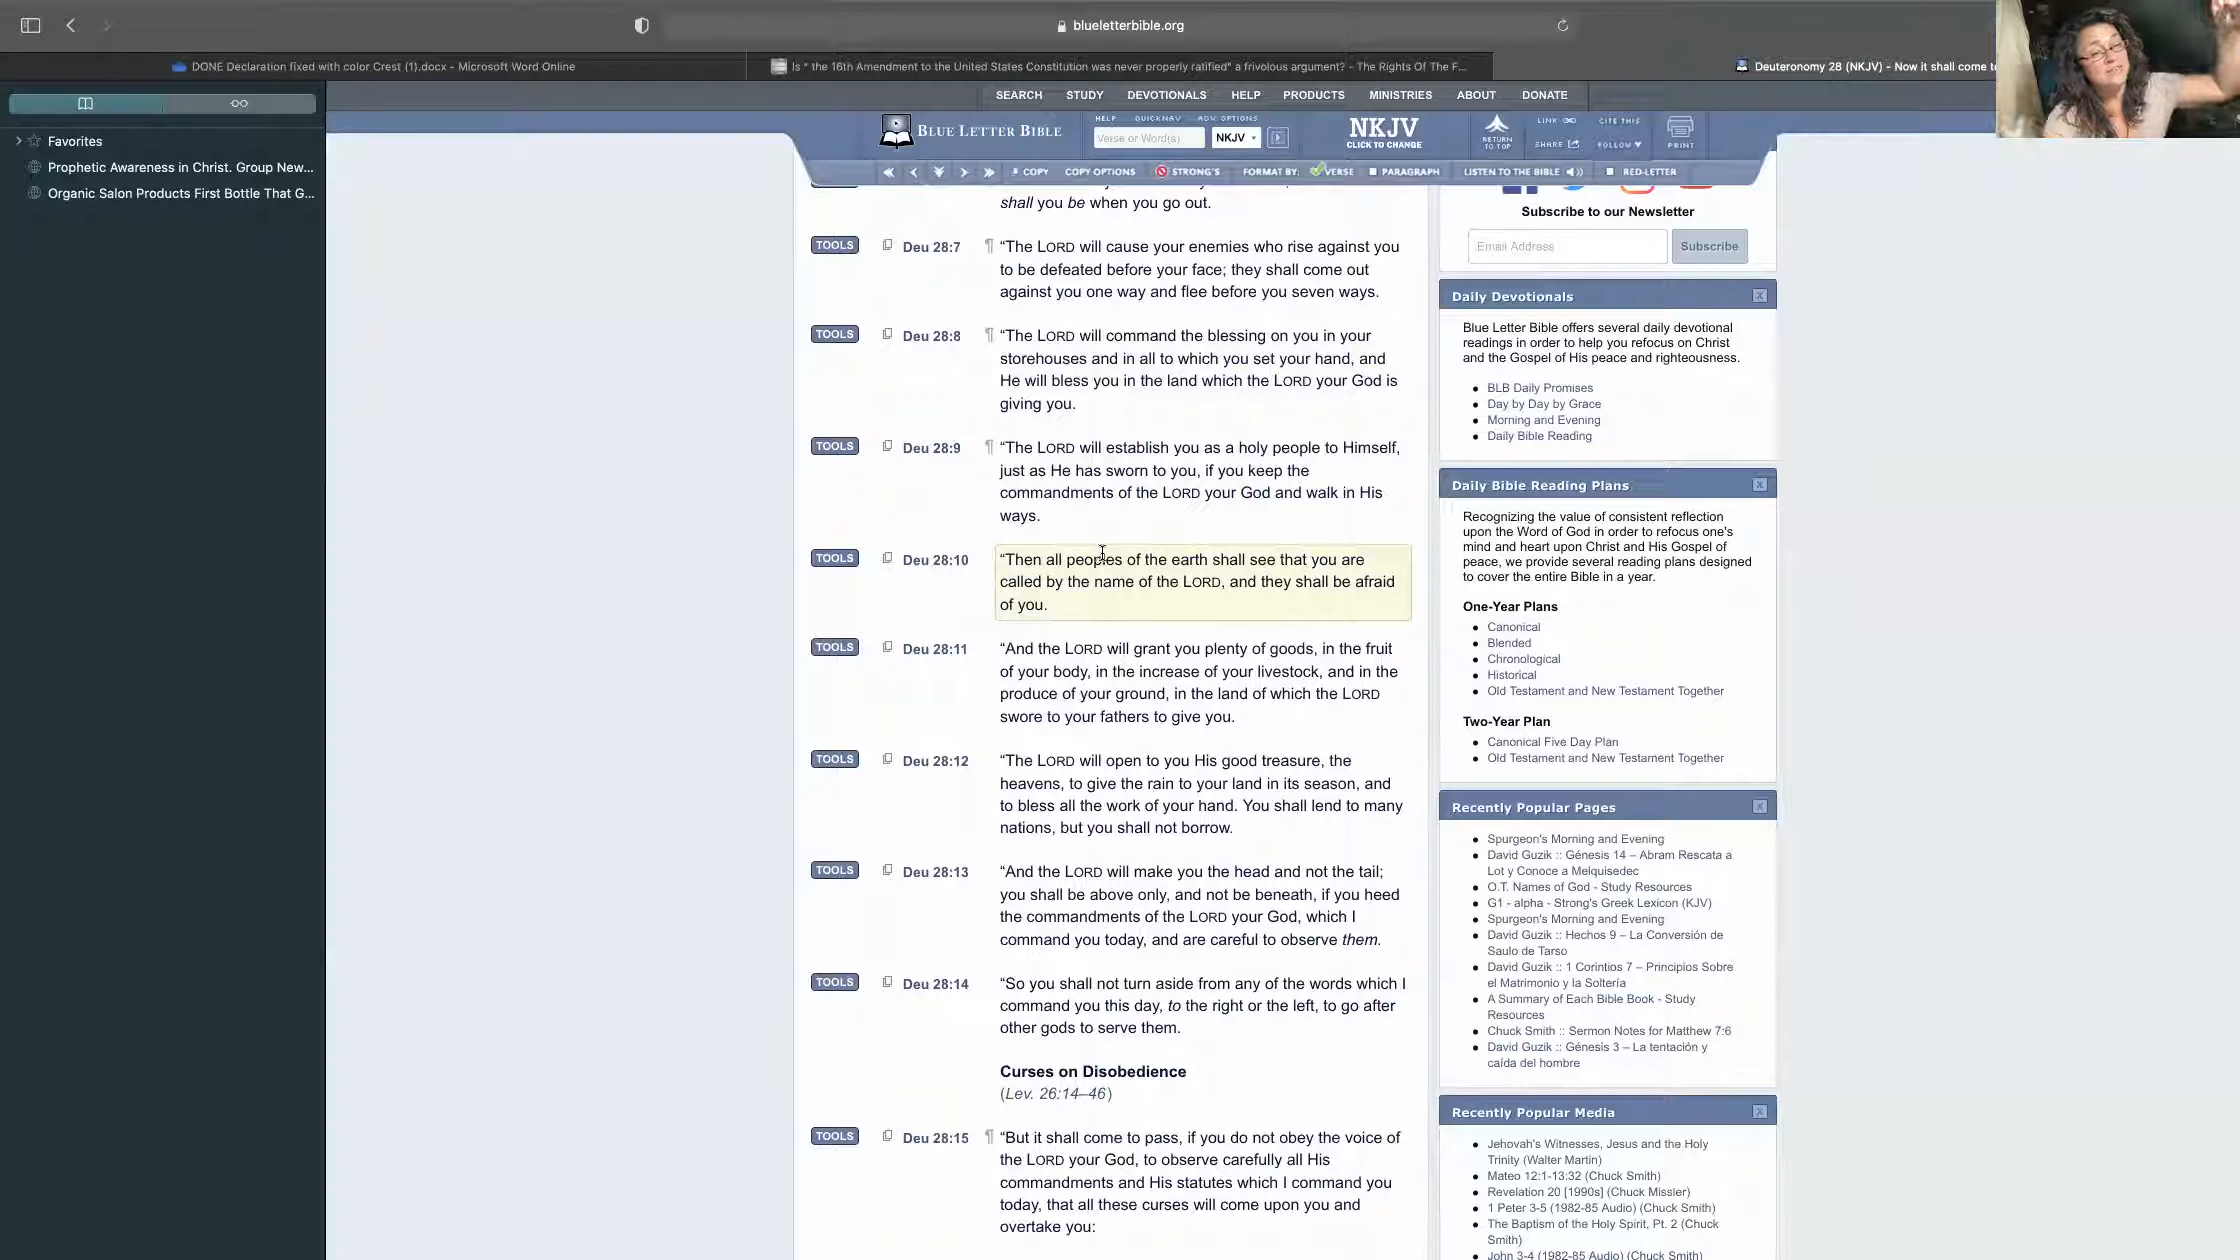 blueletterbible.org
DONE Declaration fixed with color Crest (1).docx - Microsoft Word Online
Is " the 16th Amendment to the United States Constitution was never properly ratified" a frivolous argument? - The Rights Of The F...
Deuteronomy 28 (NKJV) - Now it shall come t
SEARCH STUDY DEVOTIONALS HELP PRODUCTS MINISTRIES ABOUT DONATE
Favorites
Prophetic Awareness in Christ. Group New...
Organic Salon Products First Bottle That G...
BLUE LETTER BIBLE
HELP QUICKNAV ADV OPTIONS
Verse or Word(s) NKJV
NKJV
CLICK TO CHANGE
RETURN
TO TOP
LINK CITE THIS
SHARE FOLLOW
PRINT
COPY COPY OPTIONS STRONG'S FORMAT BY: VERSE PARAGRAPH LISTEN TO THE BIBLE RED-LETTER
shall you be when you go out.
TOOLS Deu 28:7 ¶ “The LORD will cause your enemies who rise against you
to be defeated before your face; they shall come out
against you one way and flee before you seven ways.
TOOLS Deu 28:8 ¶ “The LORD will command the blessing on you in your
storehouses and in all to which you set your hand, and
He will bless you in the land which the LORD your God is
giving you.
TOOLS Deu 28:9 ¶ “The LORD will establish you as a holy people to Himself,
just as He has sworn to you, if you keep the
commandments of the LORD your God and walk in His
ways.
TOOLS Deu 28:10 “Then all peoples of the earth shall see that you are
called by the name of the LORD, and they shall be afraid
of you.
TOOLS Deu 28:11 “And the LORD will grant you plenty of goods, in the fruit
of your body, in the increase of your livestock, and in the
produce of your ground, in the land of which the LORD
swore to your fathers to give you.
TOOLS Deu 28:12 “The LORD will open to you His good treasure, the
heavens, to give the rain to your land in its season, and
to bless all the work of your hand. You shall lend to many
nations, but you shall not borrow.
TOOLS Deu 28:13 “And the LORD will make you the head and not the tail;
you shall be above only, and not be beneath, if you heed
the commandments of the LORD your God, which I
command you today, and are careful to observe them.
TOOLS Deu 28:14 “So you shall not turn aside from any of the words which I
command you this day, to the right or the left, to go after
other gods to serve them.
Curses on Disobedience
(Lev. 26:14–46)
TOOLS Deu 28:15 ¶ “But it shall come to pass, if you do not obey the voice of
the LORD your God, to observe carefully all His
commandments and His statutes which I command you
today, that all these curses will come upon you and
overtake you:
Subscribe to our Newsletter
Email Address Subscribe
Daily Devotionals
Blue Letter Bible offers several daily devotional
readings in order to help you refocus on Christ
and the Gospel of His peace and righteousness.
BLB Daily Promises
Day by Day by Grace
Morning and Evening
Daily Bible Reading
Daily Bible Reading Plans
Recognizing the value of consistent reflection
upon the Word of God in order to refocus one's
mind and heart upon Christ and His Gospel of
peace, we provide several reading plans designed
to cover the entire Bible in a year.
One-Year Plans
Canonical
Blended
Chronological
Historical
Old Testament and New Testament Together
Two-Year Plan
Canonical Five Day Plan
Old Testament and New Testament Together
Recently Popular Pages
Spurgeon's Morning and Evening
David Guzik :: Génesis 14 – Abram Rescata a
Lot y Conoce a Melquisedec
O.T. Names of God - Study Resources
G1 - alpha - Strong's Greek Lexicon (KJV)
Spurgeon's Morning and Evening
David Guzik :: Hechos 9 – La Conversión de
Saulo de Tarso
David Guzik :: 1 Corintios 7 – Principios Sobre
el Matrimonio y la Soltería
A Summary of Each Bible Book - Study
Resources
Chuck Smith :: Sermon Notes for Matthew 7:6
David Guzik :: Génesis 3 – La tentación y
caída del hombre
Recently Popular Media
Jehovah's Witnesses, Jesus and the Holy
Trinity (Walter Martin)
Mateo 12:1-13:32 (Chuck Smith)
Revelation 20 [1990s] (Chuck Missler)
1 Peter 3-5 (1982-85 Audio) (Chuck Smith)
The Baptism of the Holy Spirit, Pt. 2 (Chuck
Smith)
John 3-4 (1982-85 Audio) (Chuck Smith)